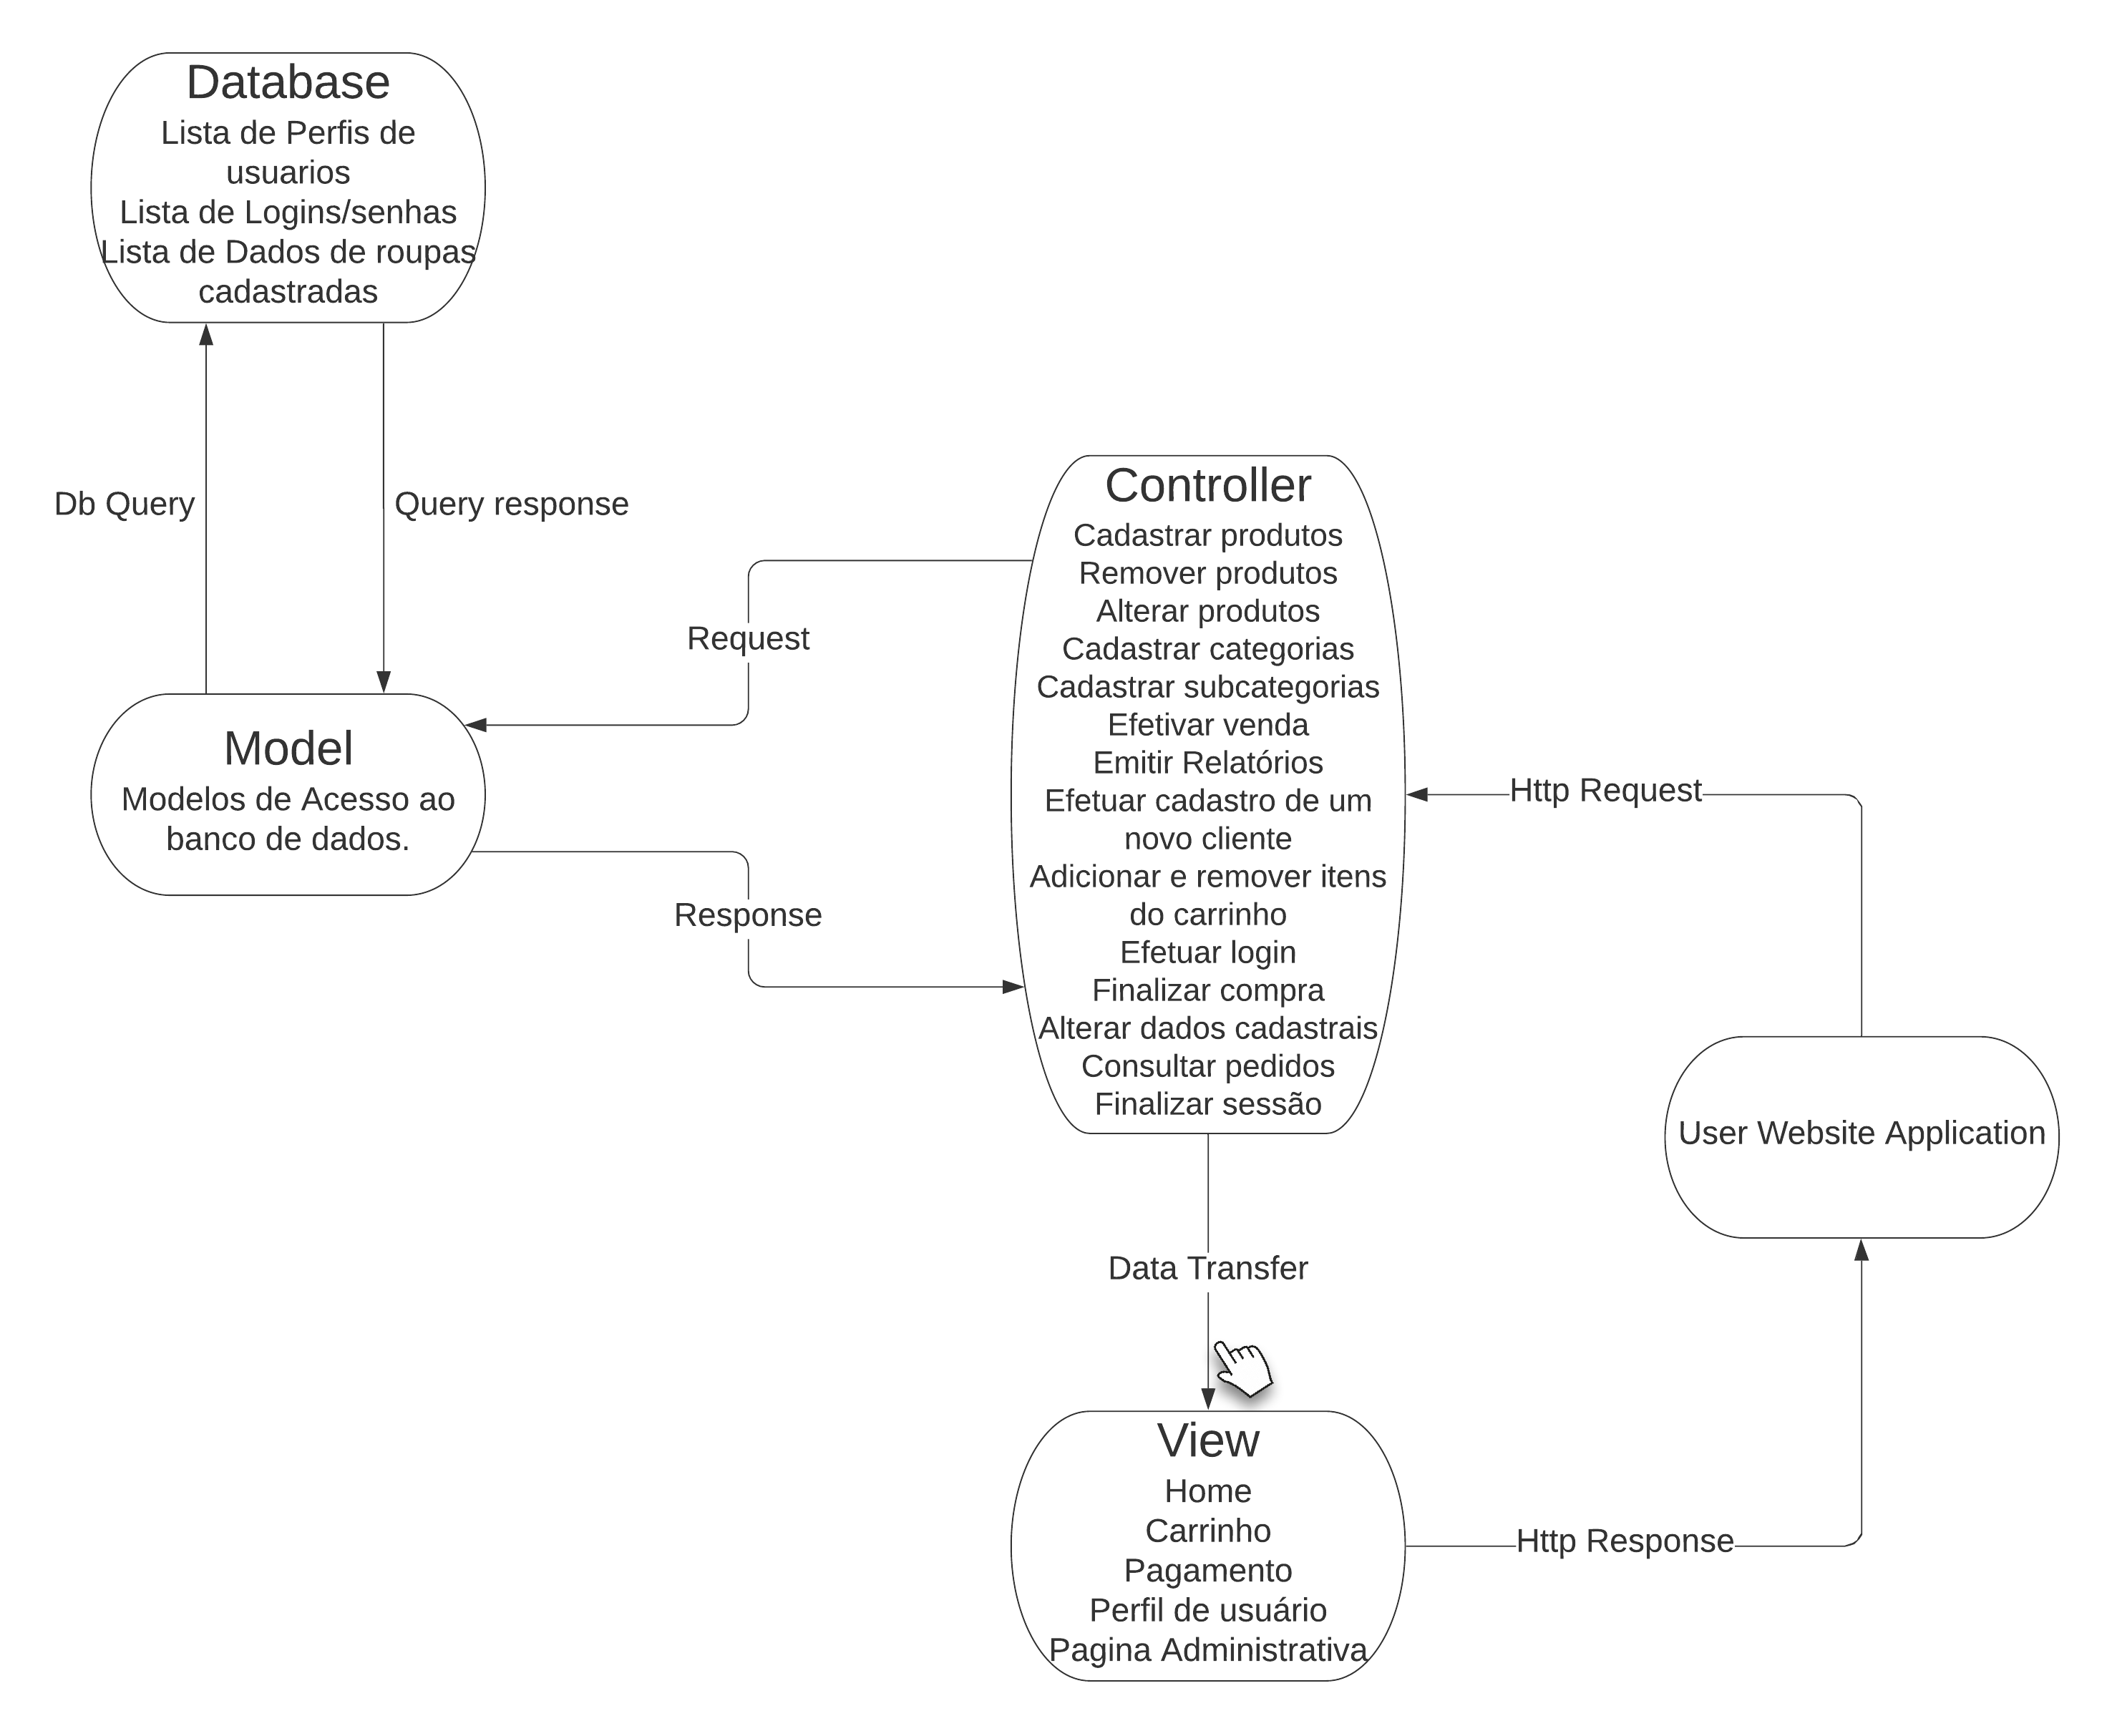 Database
Lista de Perfis de
usuarios
Lista de Logins/senhas
Lista de Dados de roupas
cadastradas
Db Query
Query response
Model
Modelos de Acesso ao
banco de dados.
Request
Response
Controller
Cadastrar produtos
Remover produtos
Alterar produtos
Cadastrar categorias
Cadastrar subcategorias
Efetivar venda
Emitir Relatórios
Efetuar cadastro de um
novo cliente
Adicionar e remover itens
do carrinho
Efetuar login
Finalizar compra
Alterar dados cadastrais
Consultar pedidos
Finalizar sessão
Http Request
User Website Application
Data Transfer
View
Home
Carrinho
Pagamento
Perfil de usuário
Pagina Administrativa
Http Response